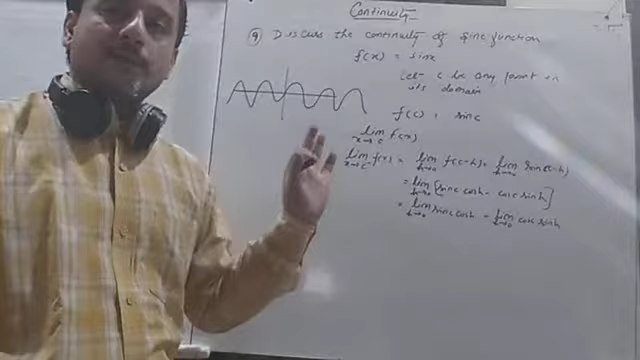 Continuity
9 Discuss the continuity of sine function
f(x) = sinx
Let c be any point in
its domain
f(c) = sinc
lim x→c f(x)
lim x→c⁻ f(x) = lim h→0 f(c-h) = lim h→0 sin(c-h)
= lim h→0 [sinc cosh - cosc sinh]
= lim h→0 sinc cosh - lim h→0 cosc sinh